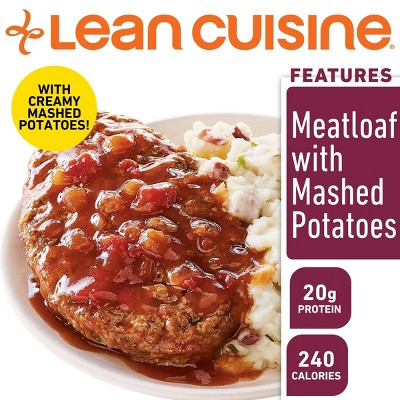 LEAN CUISINE®
FEATURES
WITH
CREAMY
MASHED
POTATOES!
Meatloaf
with
Mashed
Potatoes
20g
PROTEIN
240
CALORIES